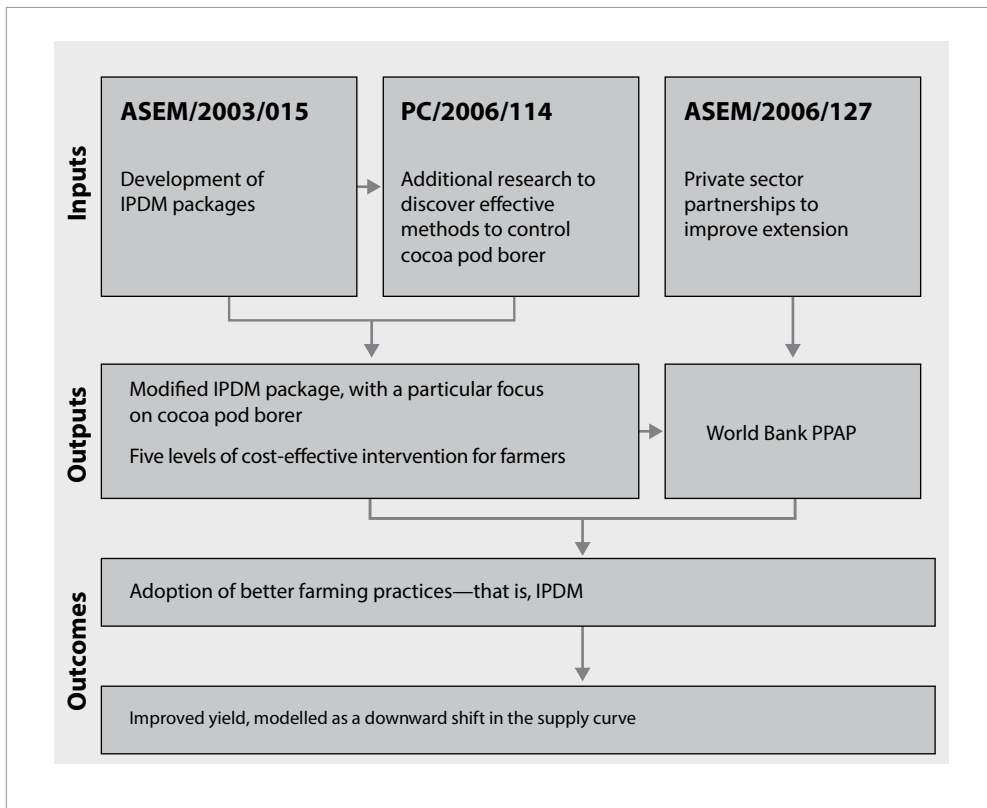 Inputs
ASEM/2003/015
Development of
IPDM packages
PC/2006/114
Additional research to
discover effective
methods to control
cocoa pod borer
ASEM/2006/127
Private sector
partnerships to
improve extension
Outputs
Modified IPDM package, with a particular focus
on cocoa pod borer
Five levels of cost-effective intervention for farmers
World Bank PPAP
Outcomes
Adoption of better farming practices—that is, IPDM
Improved yield, modelled as a downward shift in the supply curve